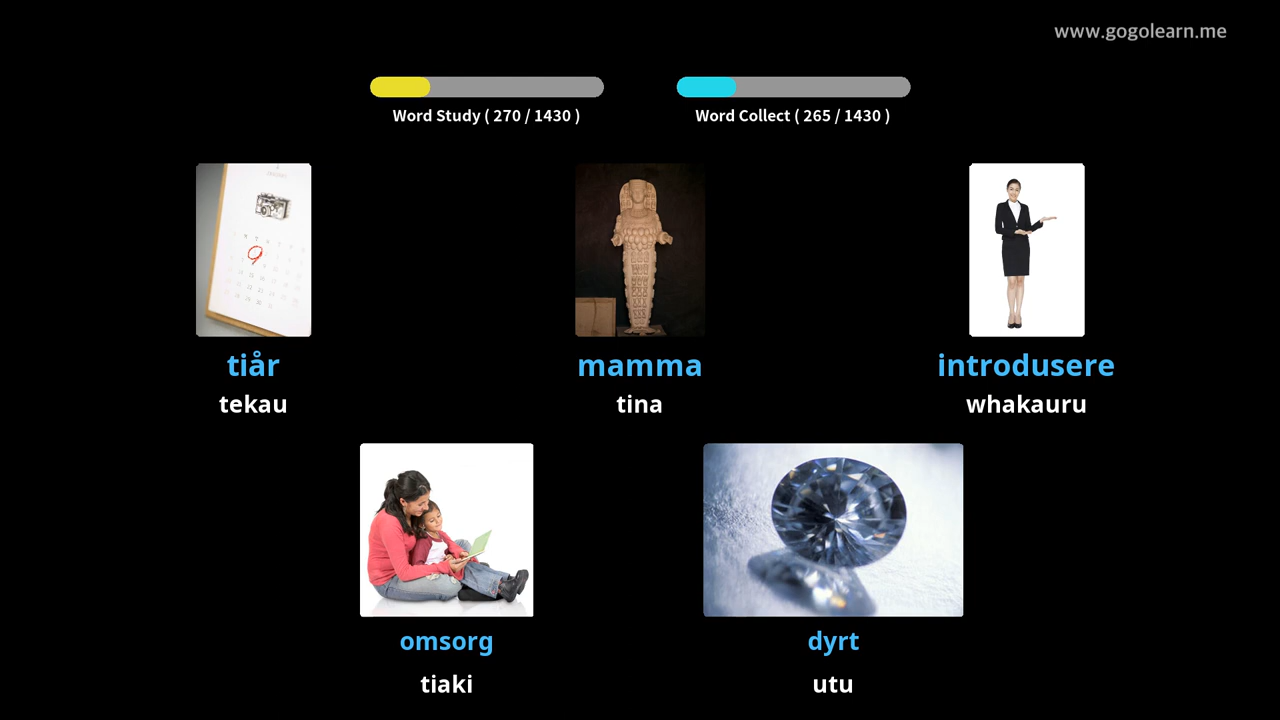 www.gogolearn.me
Word Study ( 270 / 1430 )
Word Collect ( 265 / 1430 )
tiår
tekau
mamma
tina
introdusere
whakauru
omsorg
tiaki
dyrt
utu